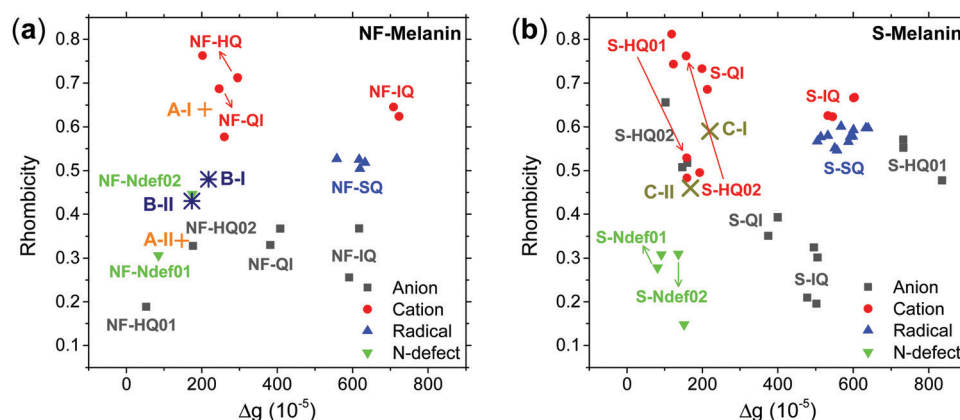 (a)
NF-Melanin
0.8
0.7
0.6
0.5
0.4
0.3
0.2
0.1
Rhombicity
NF-HQ
NF-QI
A-I
NF-IQ
NF-SQ
NF-Ndef02
B-I
B-II
A-II
NF-HQ02
NF-QI
NF-IQ
NF-Ndef01
NF-HQ01
Anion
Cation
Radical
N-defect
0
200
400
600
800
Δg (10⁻⁵)
(b)
S-Melanin
0.8
0.7
0.6
0.5
0.4
0.3
0.2
0.1
Rhombicity
S-HQ01
S-QI
S-IQ
C-I
S-HQ02
S-SQ
S-HQ01
C-II
S-HQ02
S-QI
S-Ndef01
S-Ndef02
S-IQ
Anion
Cation
Radical
N-defect
0
200
400
600
800
Δg (10⁻⁵)